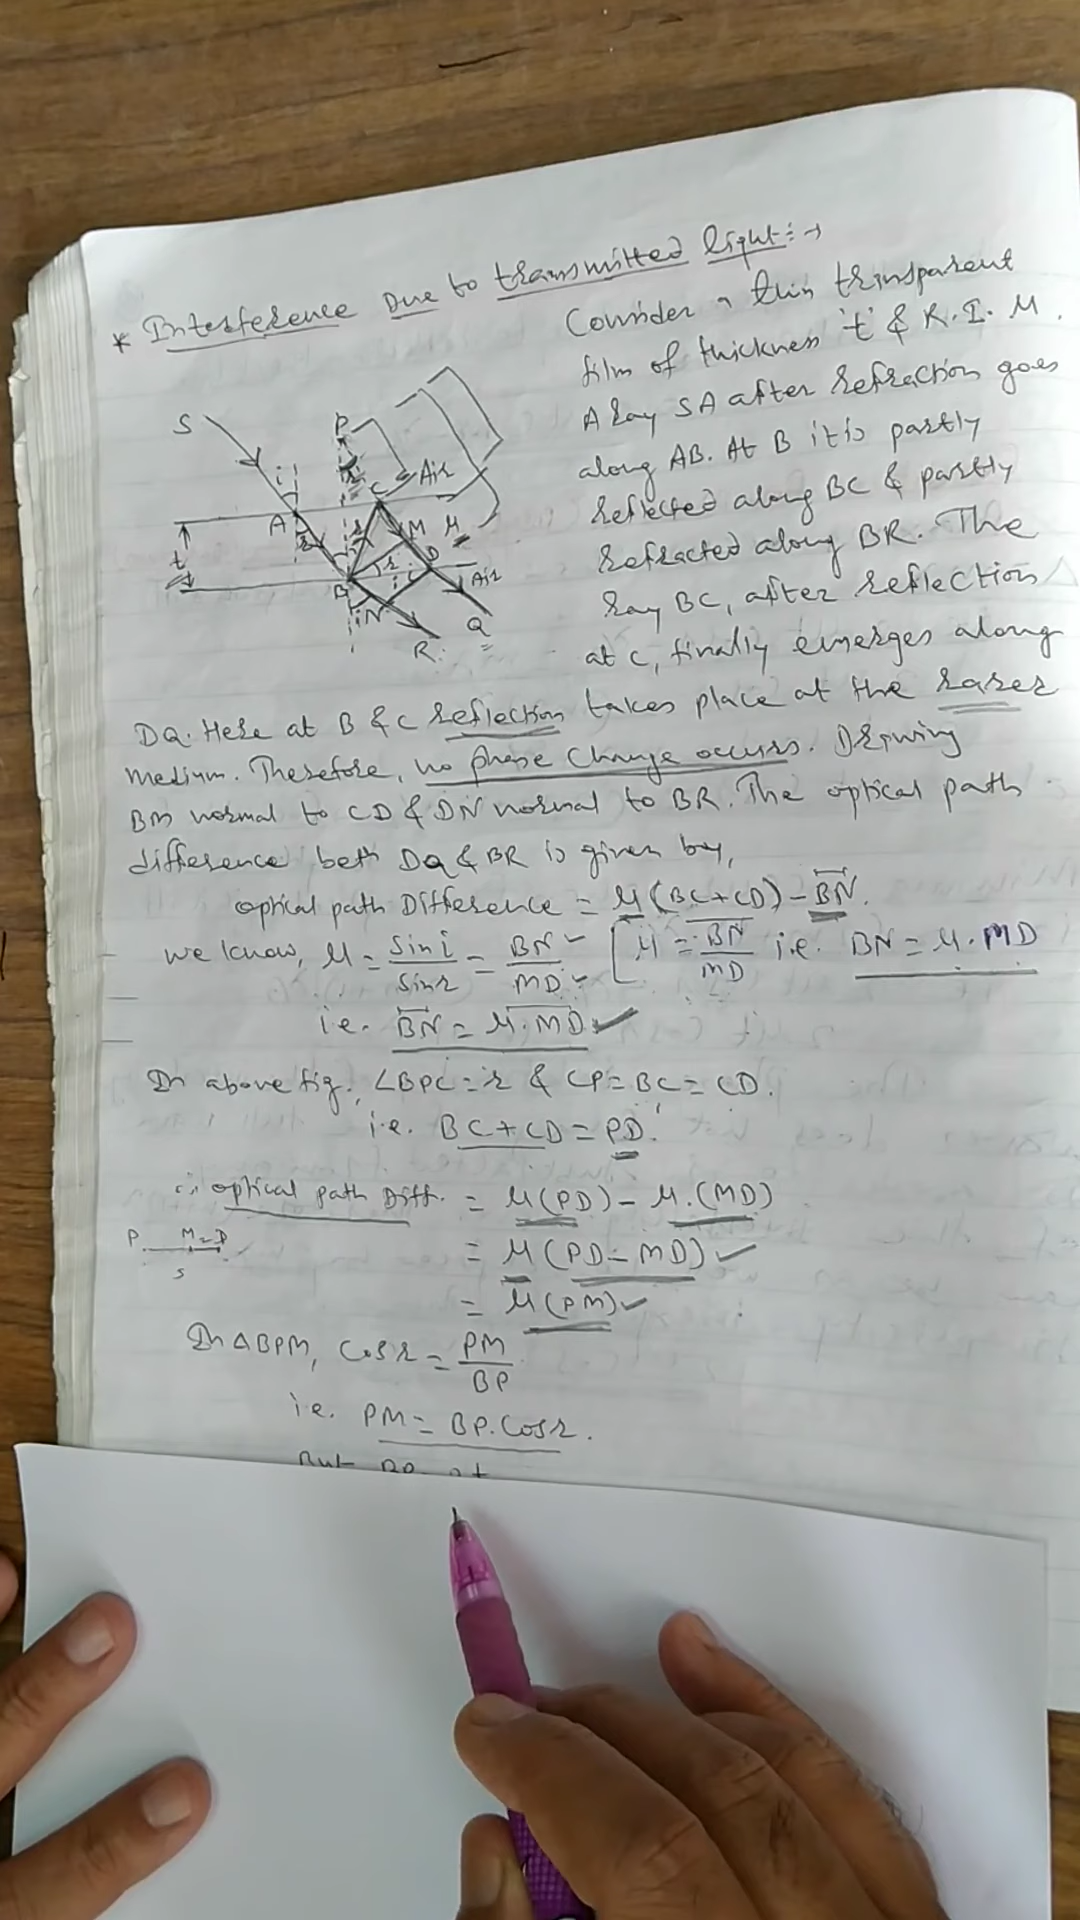 * Interference Due to transmitted light:→
Consider a thin transparent
film of thickness 't' & R.I. μ.
A ray SA after refraction goes
along AB. At B it is partly
reflected along BC & partly
refracted along BR. The
ray BC, after reflection
at C, finally emerges along
DQ. Here at B & C reflection takes place at the rarer
medium. Therefore, no phase change occurs. Drawing
BM normal to CD & DN normal to BR. The optical path
difference betn DQ & BR is given by,
optical path Difference = μ(BC+CD) - BN.
we know, μ = Sin i / Sin r = BN / MD [μ = BN / MD i.e. BN = μ.MD
i.e. BN = μ.MD
In above fig., ∠BPC = r & CP = BC = CD.
i.e. BC + CD = PD.
∴ optical path Diff. = μ(PD) - μ.(MD)
= μ(PD - MD)
= μ(PM)
In ΔBPM, Cos r = PM / BP
i.e. PM = BP. Cos r.
S
P
Air
i
C
A
r
M
μ
t
D
r
B
i
Air
i
N
Q
R
P M D